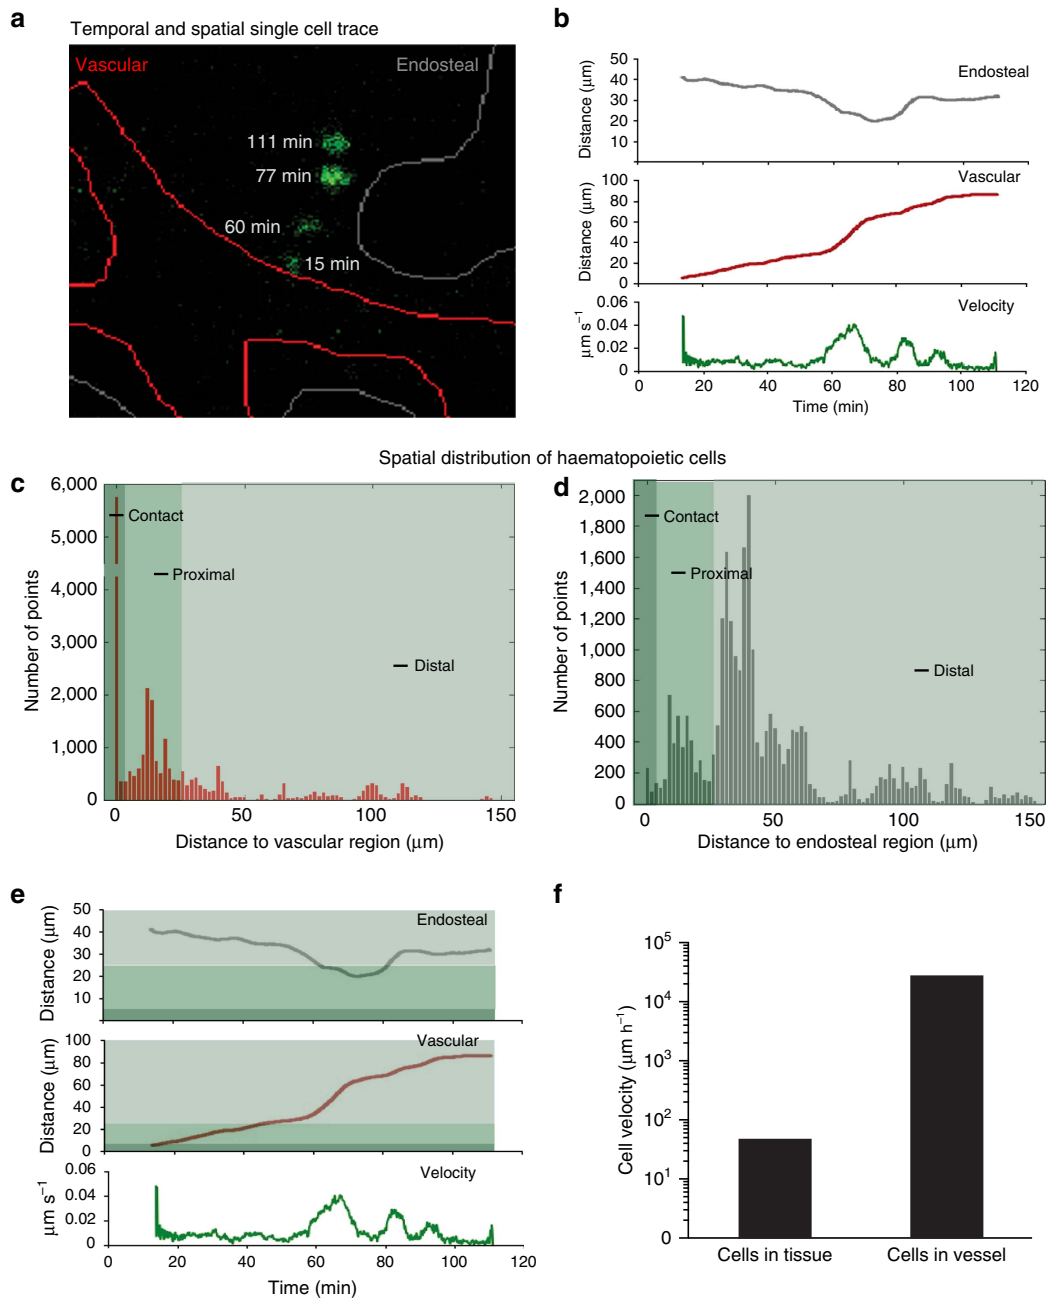 a
Temporal and spatial single cell trace
Vascular
Endosteal
111 min
77 min
60 min
15 min
b
Distance (μm)
50
40
30
20
10
Endosteal
Distance (μm)
100
80
60
40
20
0
Vascular
μm s⁻¹
0.06
0.04
0.02
0
Velocity
0 20 40 60 80 100 120
Time (min)
Spatial distribution of haematopoietic cells
c
Number of points
6,000
5,000
4,000
3,000
2,000
1,000
0
Contact
Proximal
Distal
0 50 100 150
Distance to vascular region (μm)
d
Number of points
2,000
1,800
1,600
1,400
1,200
1,000
800
600
400
200
0
Contact
Proximal
Distal
0 50 100 150
Distance to endosteal region (μm)
e
Distance (μm)
50
40
30
20
10
Endosteal
Distance (μm)
100
80
60
40
20
0
Vascular
μm s⁻¹
0.06
0.04
0.02
0
Velocity
0 20 40 60 80 100 120
Time (min)
f
Cell velocity (μm h⁻¹)
10⁵
10⁴
10³
10²
10¹
0
Cells in tissue
Cells in vessel